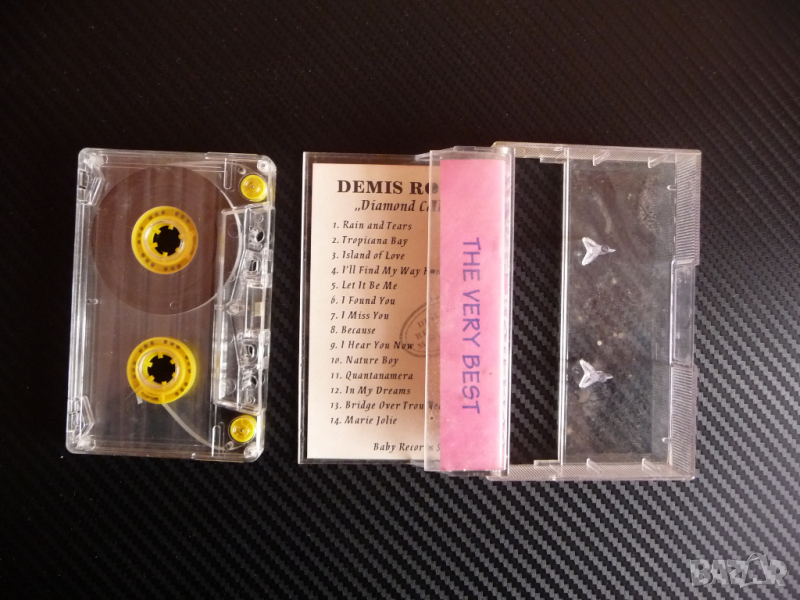 DEMIS RO
„Diamond
1. Rain and Tears
2. Tropicana Bay
3. Island of Love
4. I'll Find My Way
5. Let It Be Me
6. I Found You
7. I Miss You
8. Because
9. I Hear You Now
10. Nature Boy
11. Quantanamera
12. In My Dreams
13. Bridge Over
14. Marie Jolie
Baby
THE VERY BEST
BAZAR